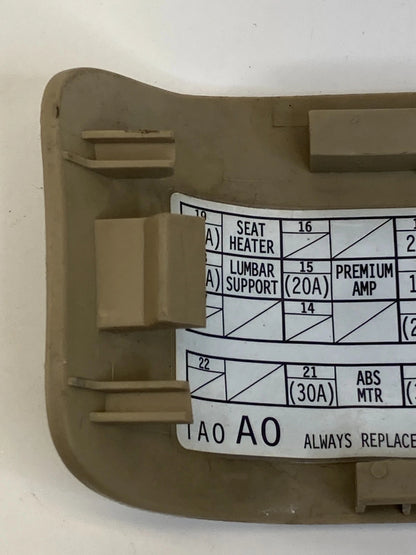 19 SEAT HEATER 16
A)
LUMBAR SUPPORT 15 (20A) PREMIUM AMP
A)
14
22 21 (30A) ABS MTR
A0 A0 ALWAYS REPLACE